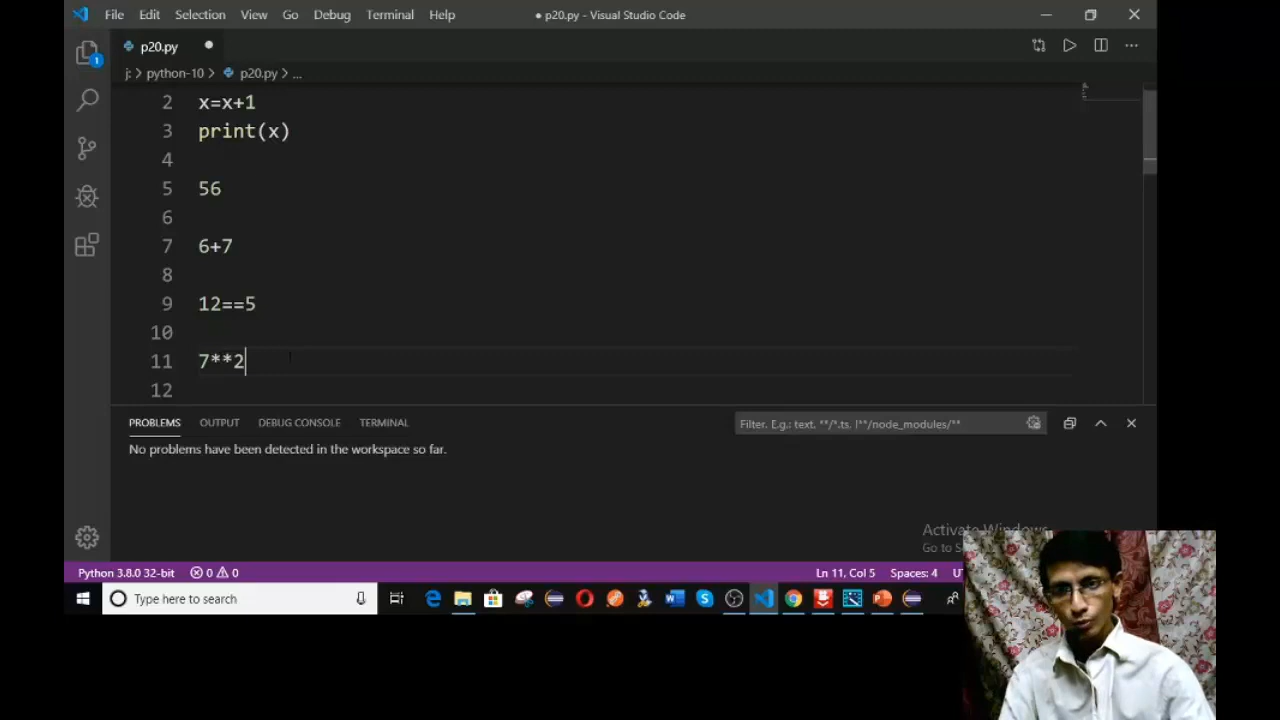 File Edit Selection View Go Debug Terminal Help
● p20.py - Visual Studio Code
p20.py
j: > python-10 > p20.py > ...
2 x=x+1
3 print(x)
4
5 56
6
7 6+7
8
9 12==5
10
11 7**2
12
PROBLEMS OUTPUT DEBUG CONSOLE TERMINAL
Filter. E.g.: text, **/*.ts, !**/node_modules/**
No problems have been detected in the workspace so far.
1
Activate Windows
Go to
Python 3.8.0 32-bit 0 0 Ln 11, Col 5 Spaces: 4
Type here to search